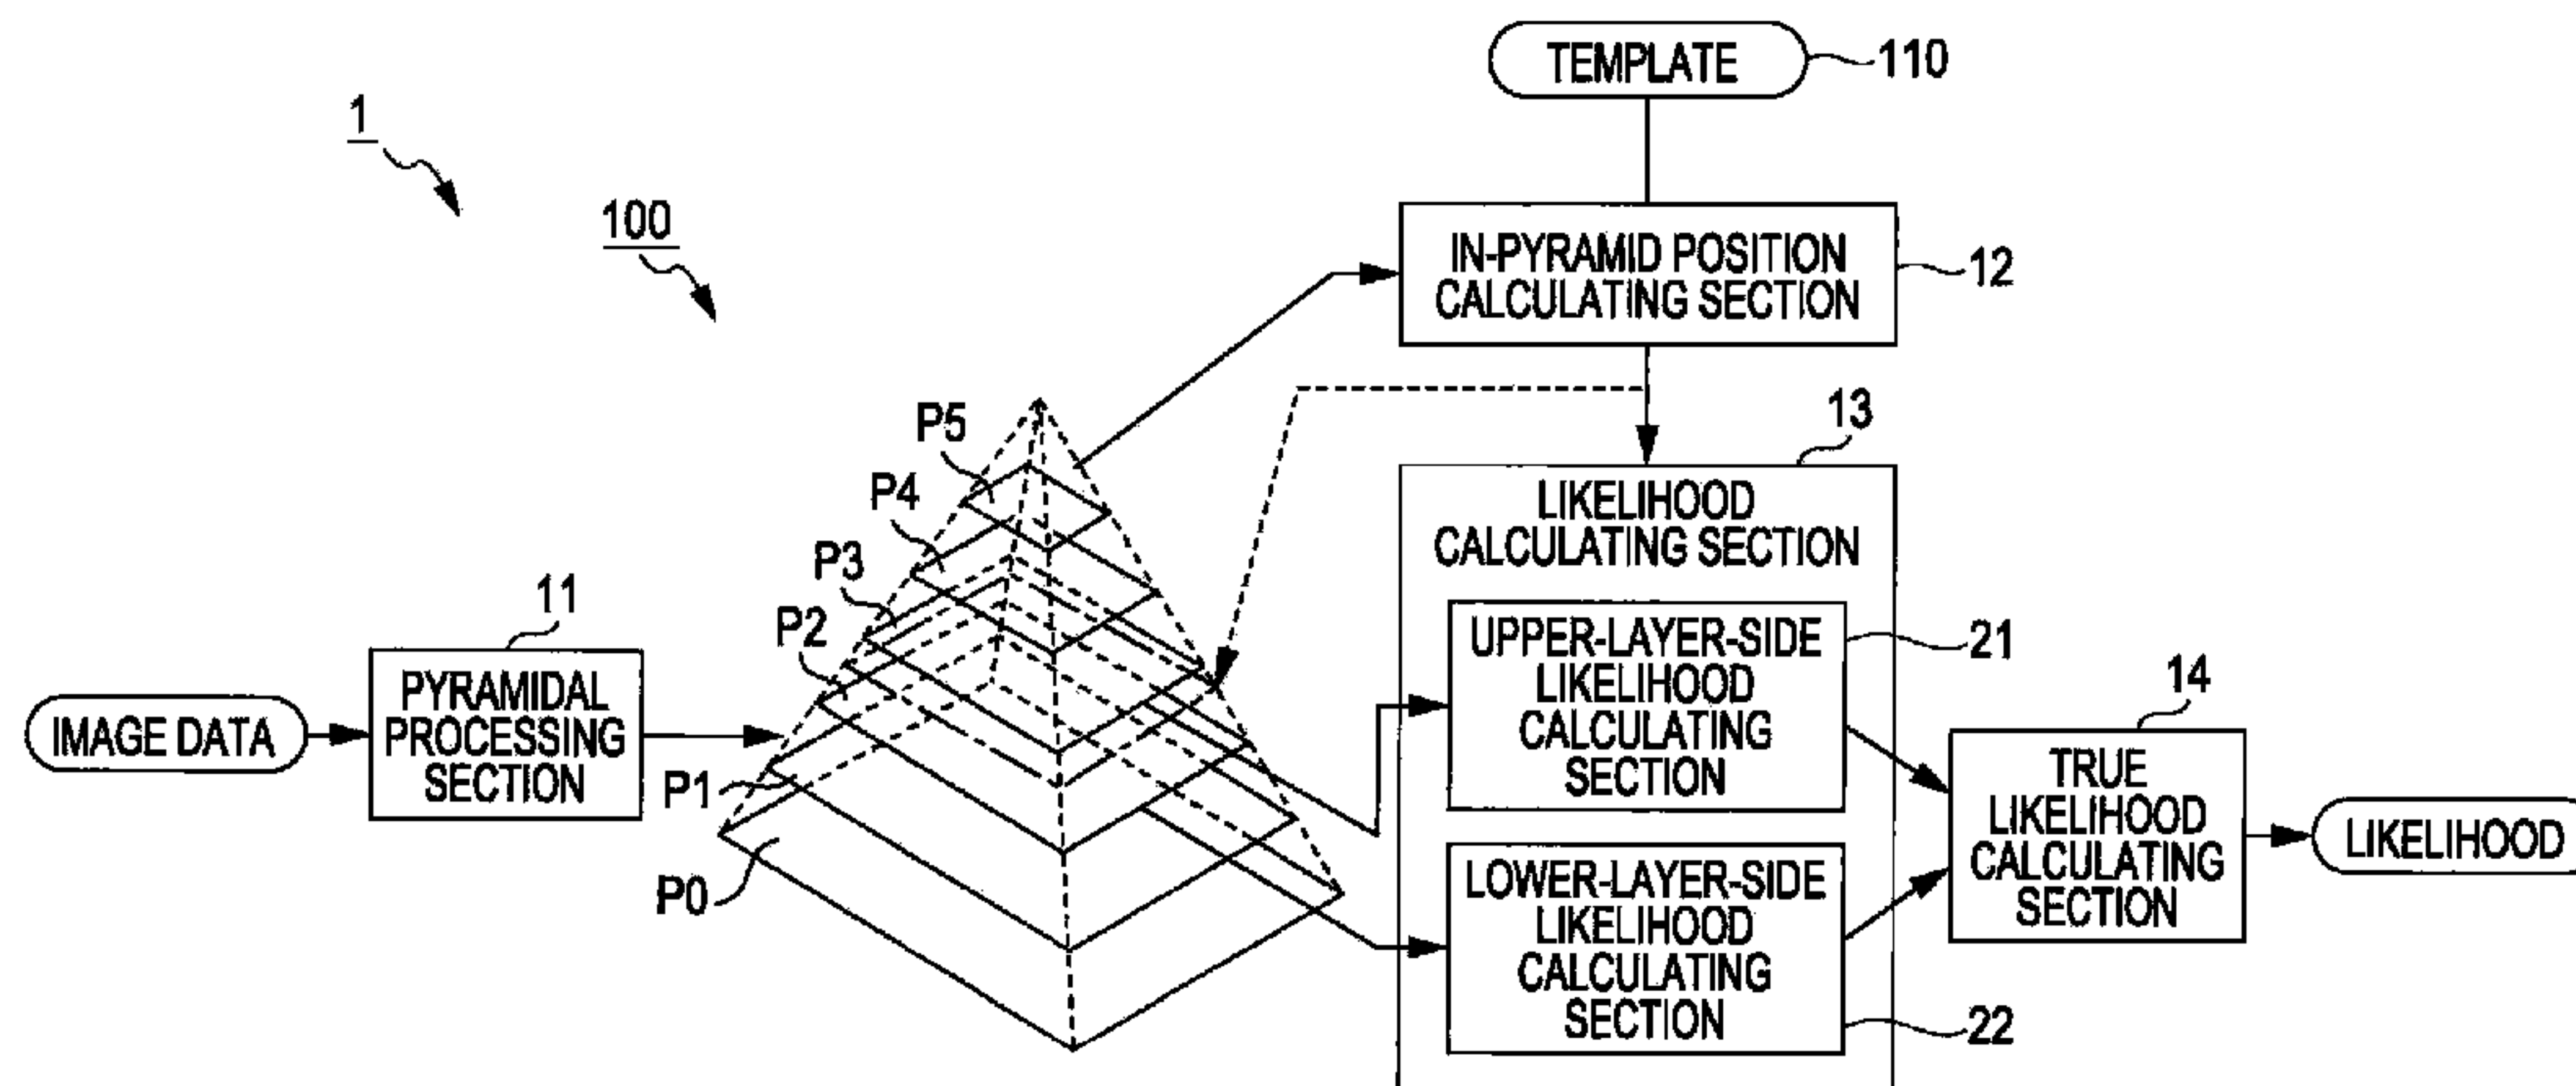 TEMPLATE
110
1
100
IN-PYRAMID POSITION
CALCULATING SECTION
12
P5
P4
P3
P2
P1
P0
11
IMAGE DATA
PYRAMIDAL
PROCESSING
SECTION
13
LIKELIHOOD
CALCULATING SECTION
UPPER-LAYER-SIDE
LIKELIHOOD
CALCULATING
SECTION
21
LOWER-LAYER-SIDE
LIKELIHOOD
CALCULATING
SECTION
22
14
TRUE
LIKELIHOOD
CALCULATING
SECTION
LIKELIHOOD